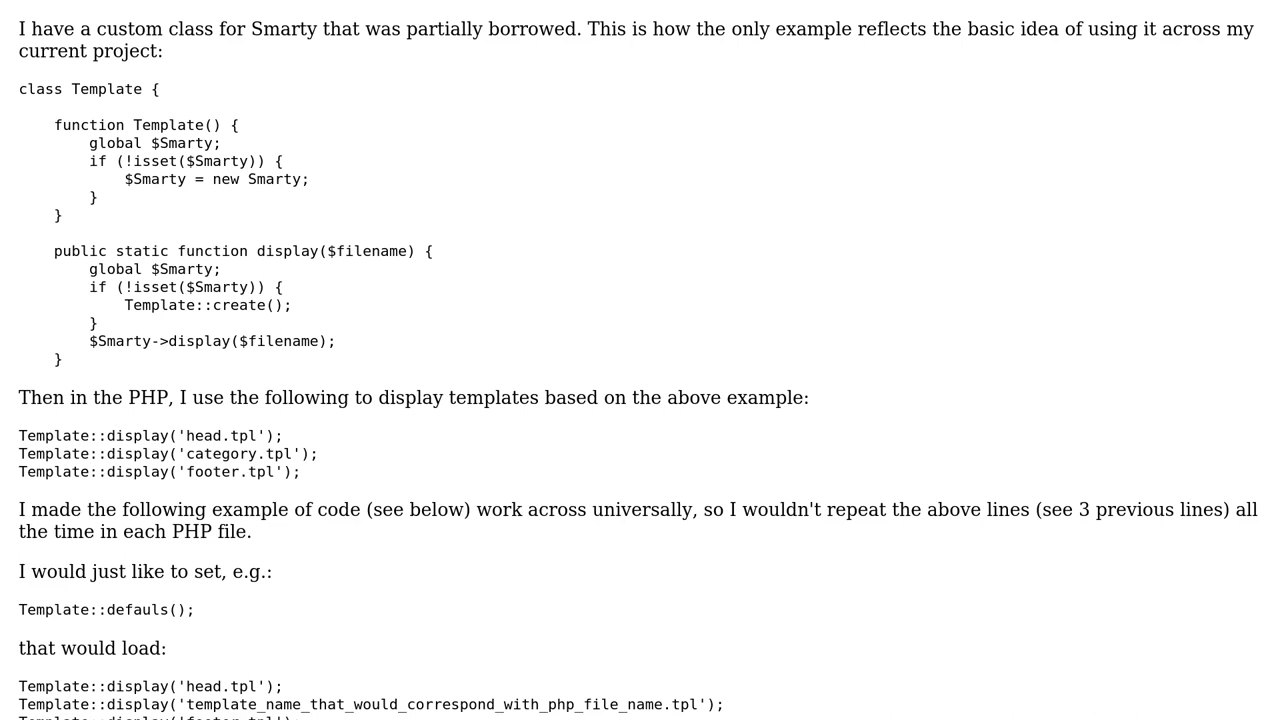 I have a custom class for Smarty that was partially borrowed. This is how the only example reflects the basic idea of using it across my
current project:
class Template {
    function Template() {
        global $Smarty;
        if (!isset($Smarty)) {
            $Smarty = new Smarty;
        }
    }
    public static function display($filename) {
        global $Smarty;
        if (!isset($Smarty)) {
            Template::create();
        }
        $Smarty->display($filename);
    }
Then in the PHP, I use the following to display templates based on the above example:
Template::display('head.tpl');
Template::display('category.tpl');
Template::display('footer.tpl');
I made the following example of code (see below) work across universally, so I wouldn't repeat the above lines (see 3 previous lines) all
the time in each PHP file.
I would just like to set, e.g.:
Template::defauls();
that would load:
Template::display('head.tpl');
Template::display('template_name_that_would_correspond_with_php_file_name.tpl');
Template::display('footer.tpl');